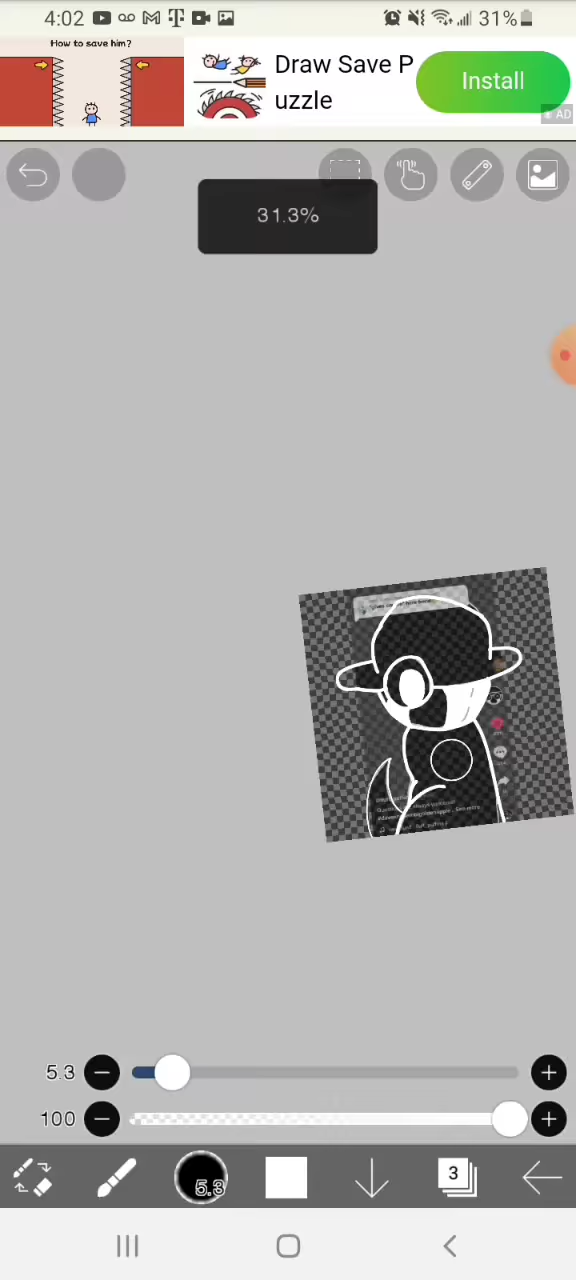 4:02
31%
How to save him?
Draw Save P
uzzle
Install
AD
31.3%
5.3
100
5.3
3